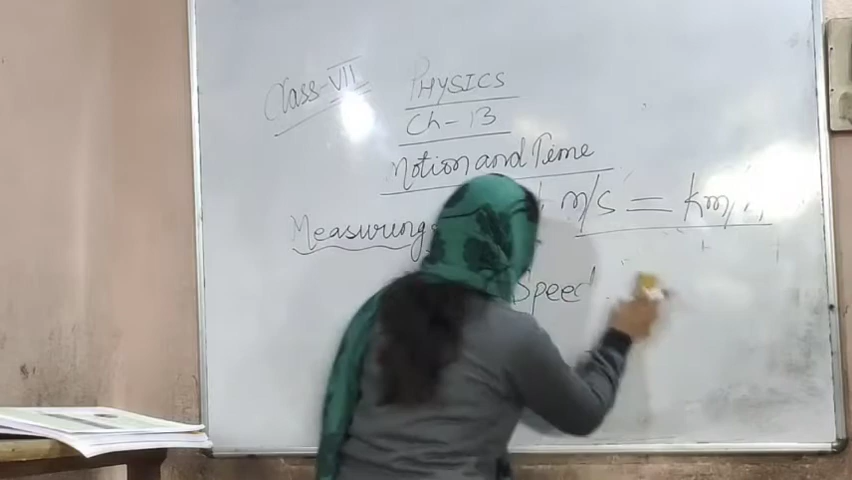 Class-VII
PHYSICS
Ch-13
Motion and Time
Measuring
m/s = km/
Speed